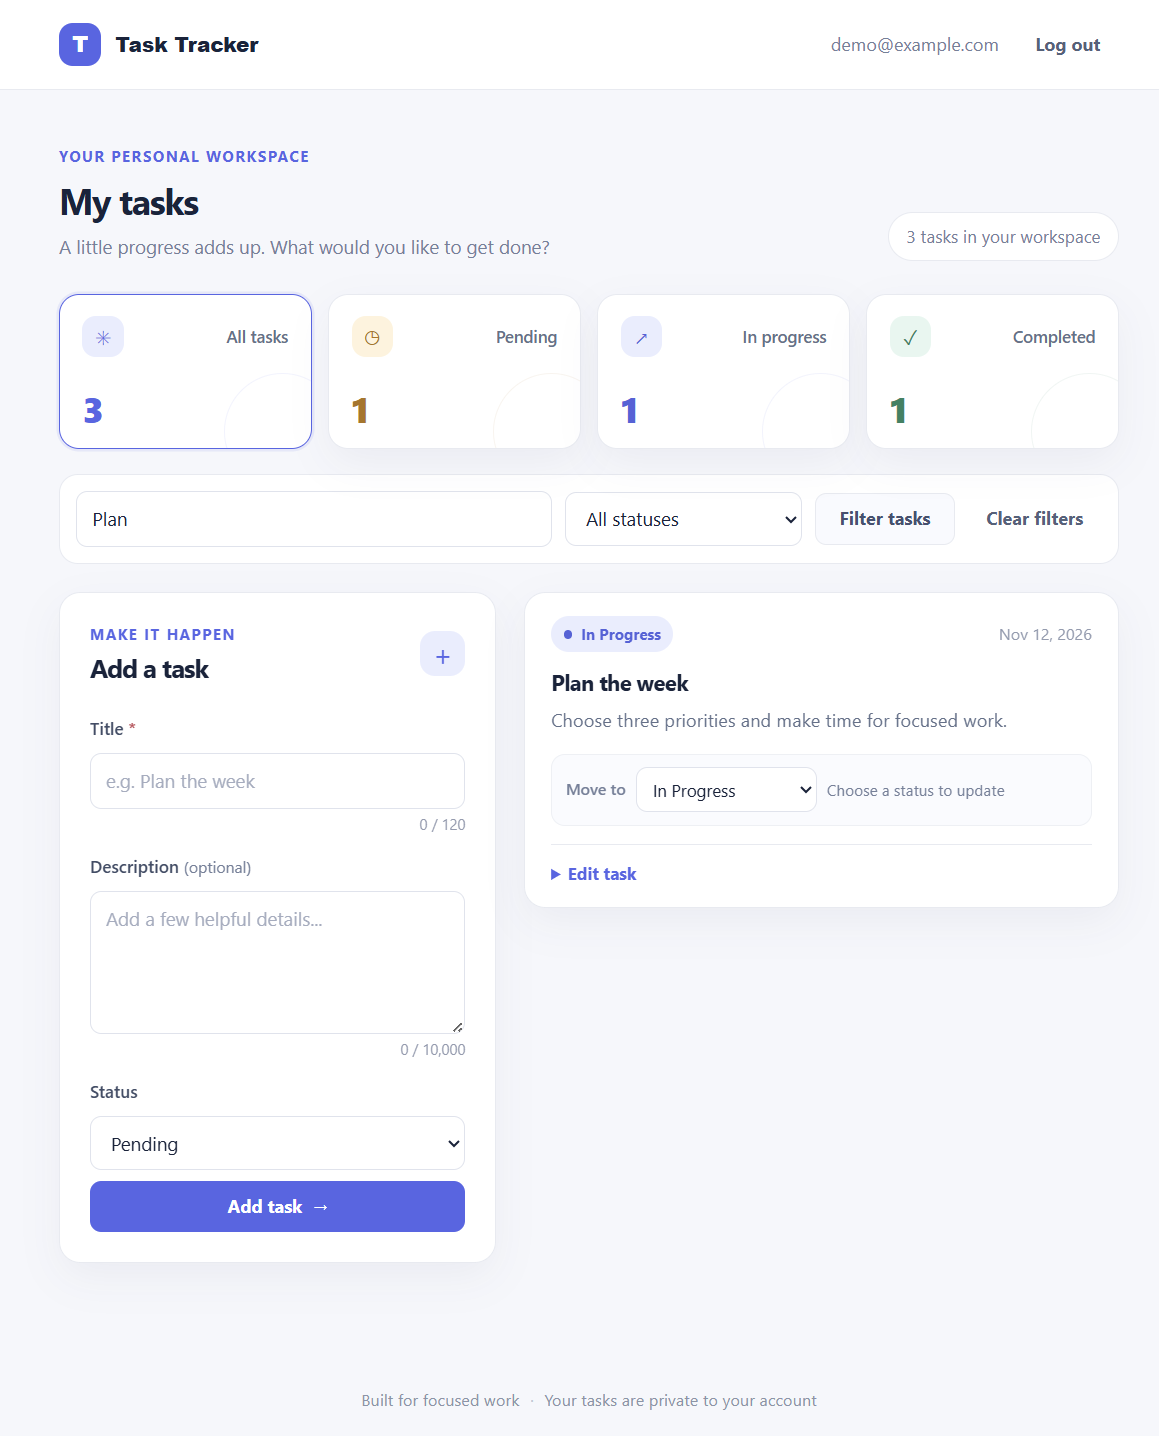 T Task Tracker
demo@example.com Log out
YOUR PERSONAL WORKSPACE
My tasks
A little progress adds up. What would you like to get done?
3 tasks in your workspace
All tasks
3
Pending
1
In progress
1
Completed
1
Plan
All statuses
Filter tasks
Clear filters
MAKE IT HAPPEN
Add a task
+
Title *
e.g. Plan the week
0 / 120
Description (optional)
Add a few helpful details...
0 / 10,000
Status
Pending
Add task →
In Progress
Nov 12, 2026
Plan the week
Choose three priorities and make time for focused work.
Move to In Progress Choose a status to update
Edit task
Built for focused work · Your tasks are private to your account